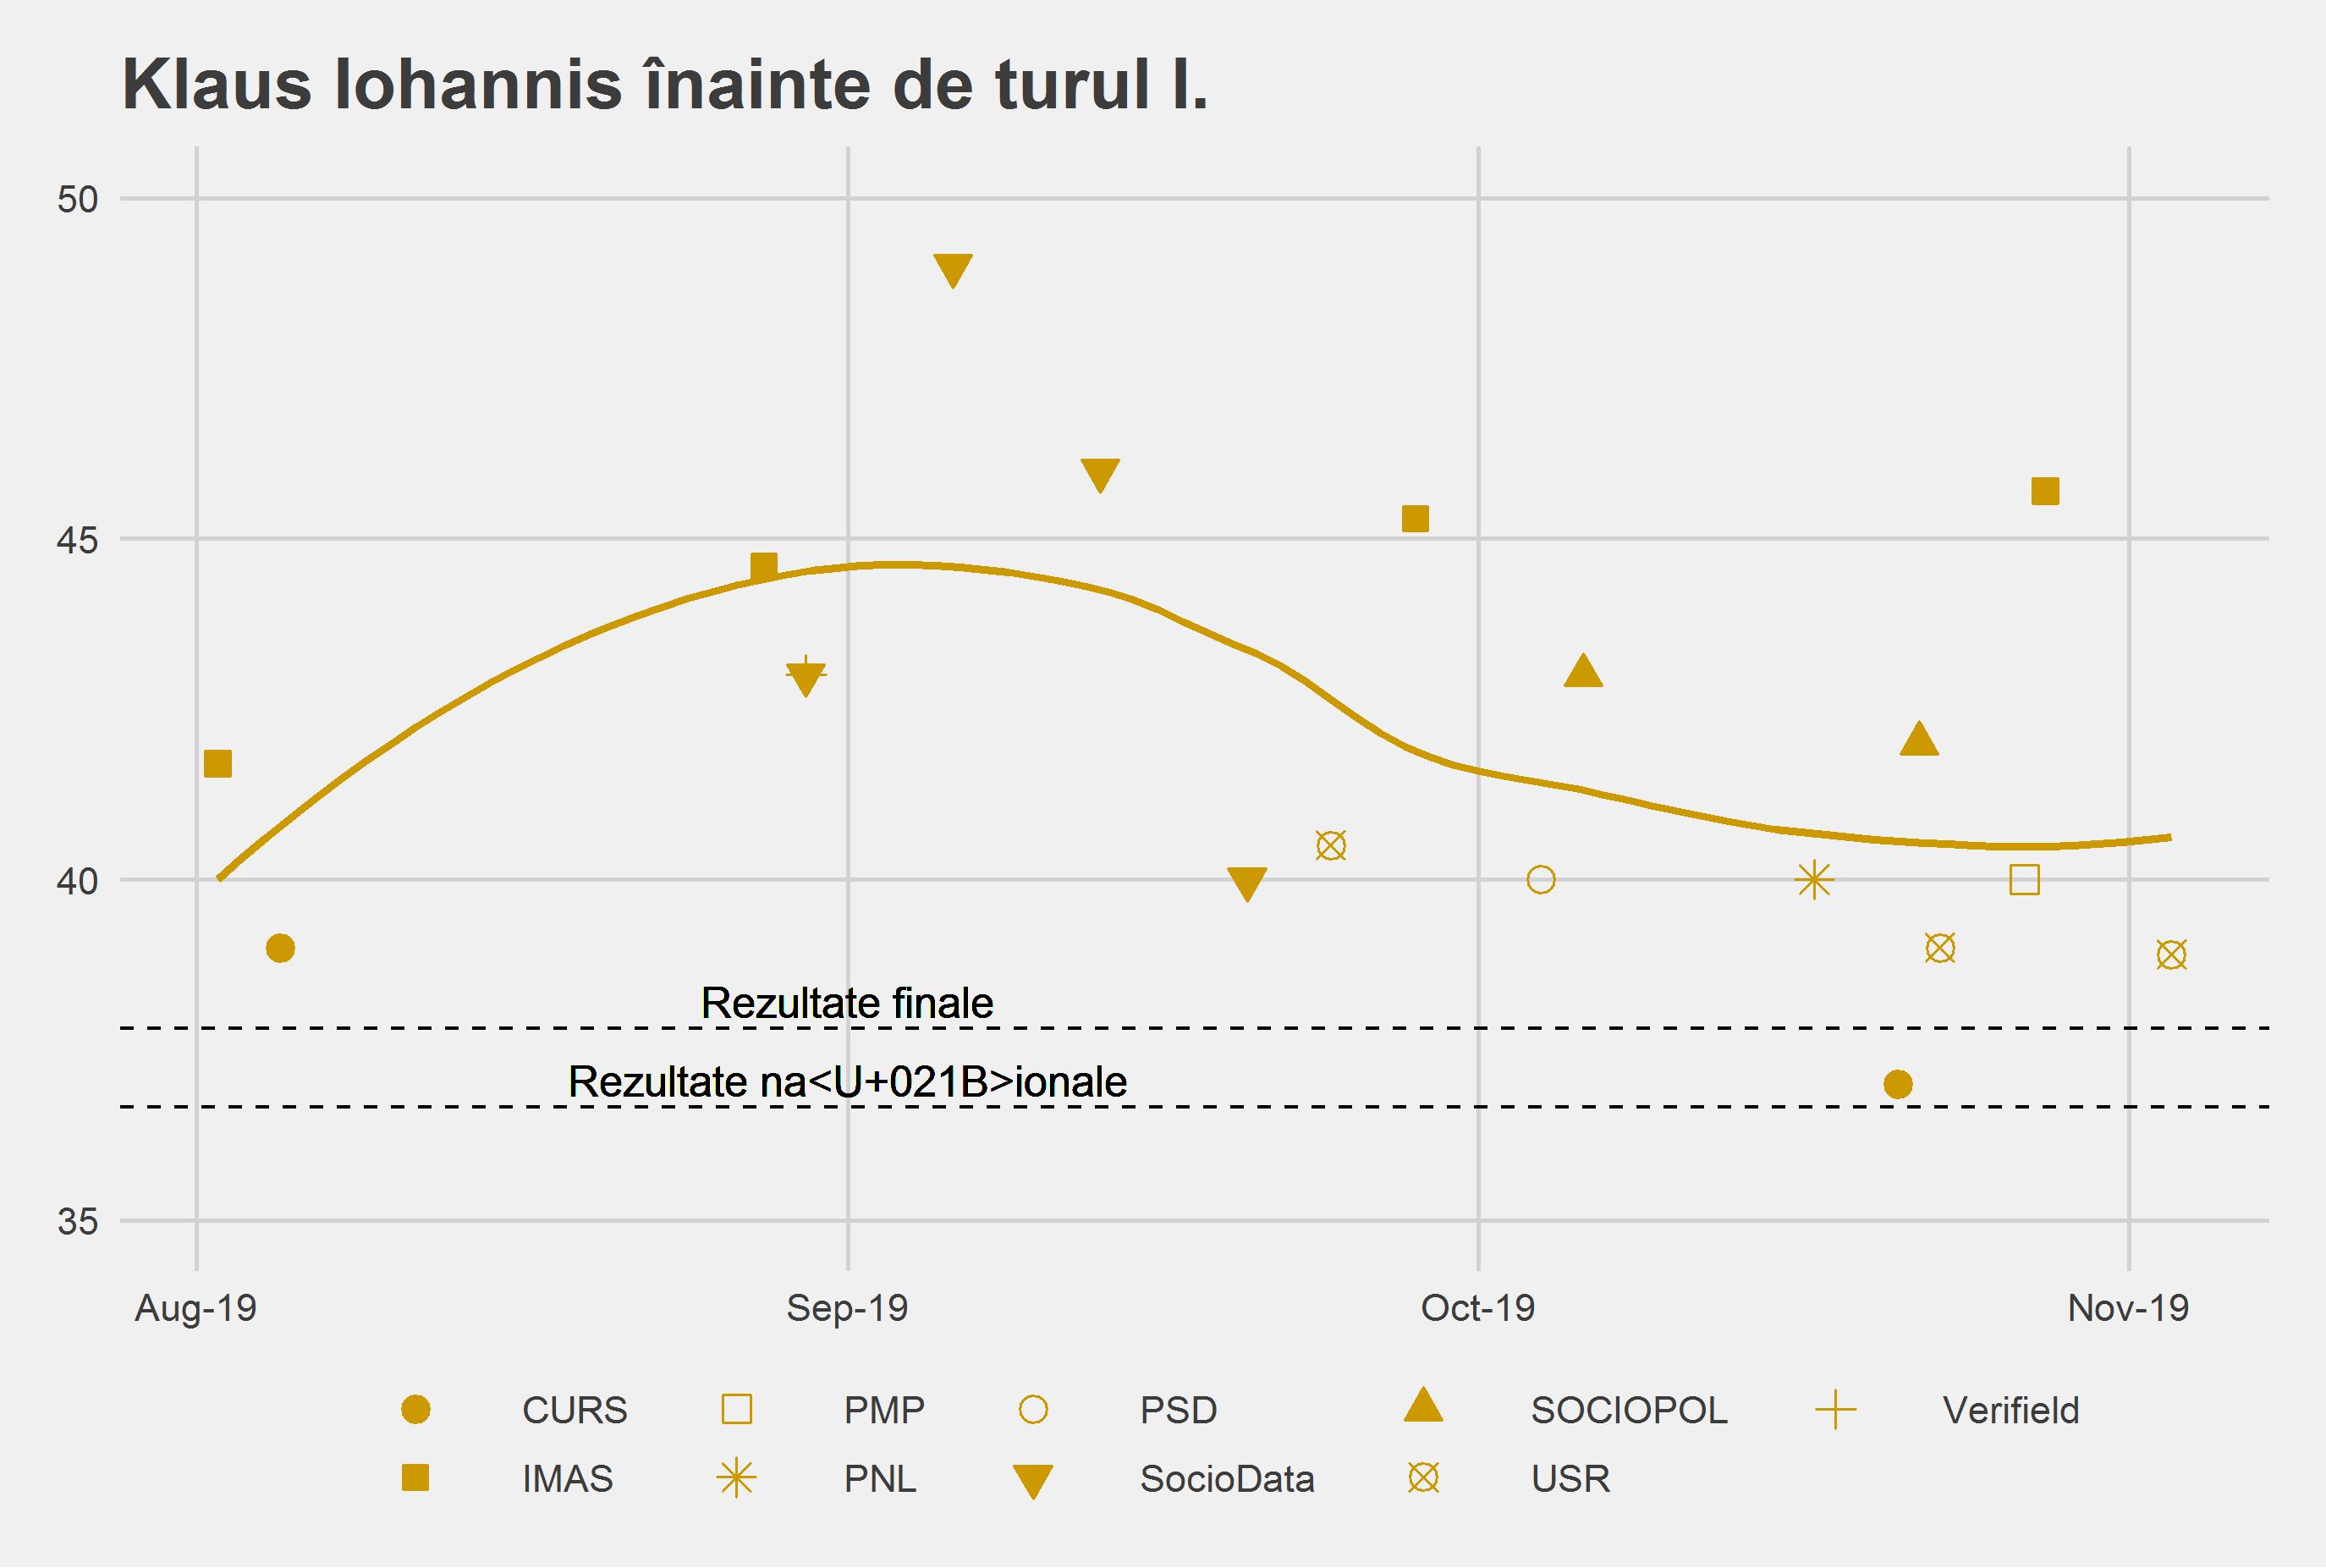 Klaus Iohannis înainte de turul I.
50
45
40
35
Rezultate finale
Rezultate na<U+021B>ionale
Aug-19 Sep-19 Oct-19 Nov-19
CURS PMP PSD SOCIOPOL Verifield
IMAS PNL SocioData USR